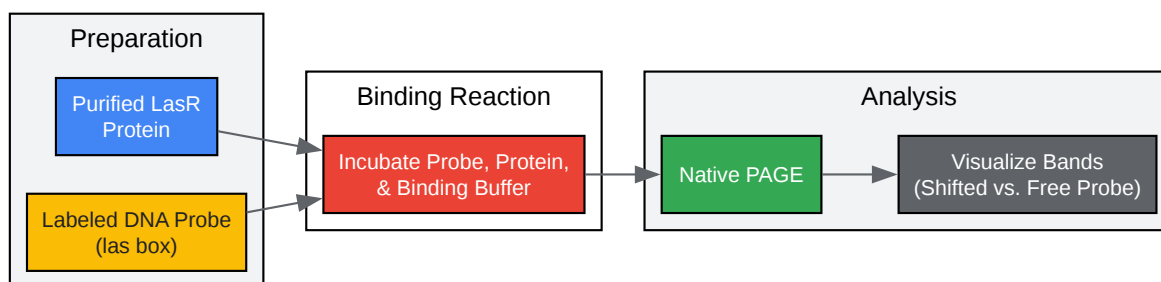 Preparation
Purified LasR
Protein
Labeled DNA Probe
(las box)
Binding Reaction
Incubate Probe, Protein,
& Binding Buffer
Analysis
Native PAGE
Visualize Bands
(Shifted vs. Free Probe)